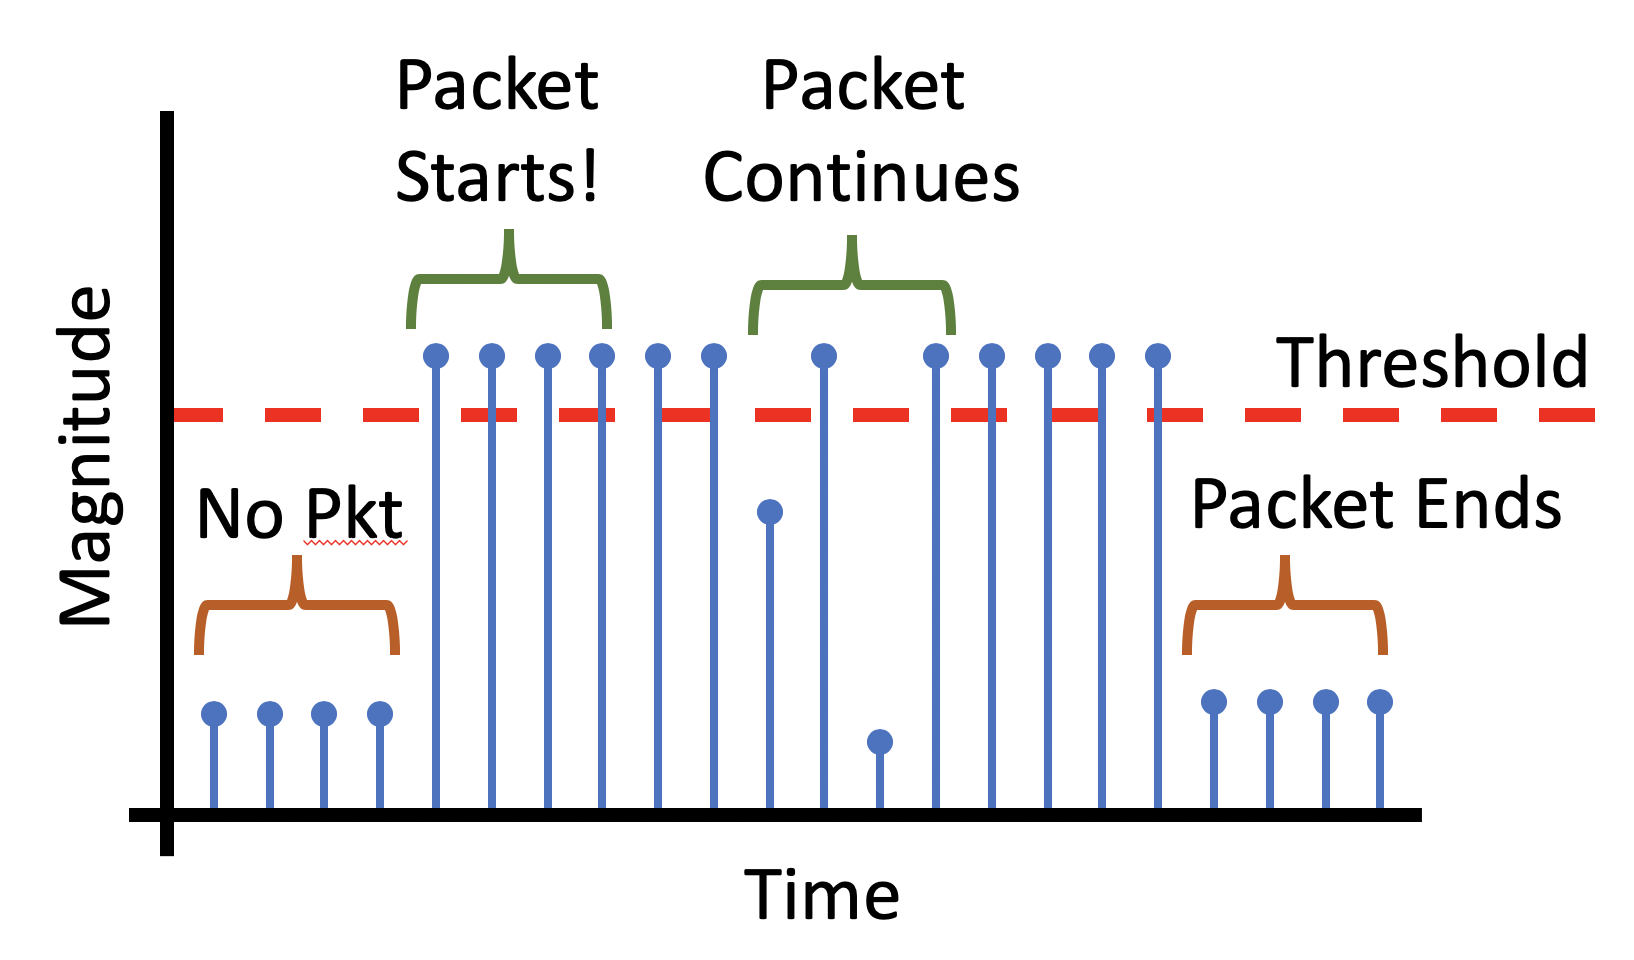 Packet
Starts!
Packet
Continues
Threshold
No Pkt
Packet Ends
Magnitude
Time